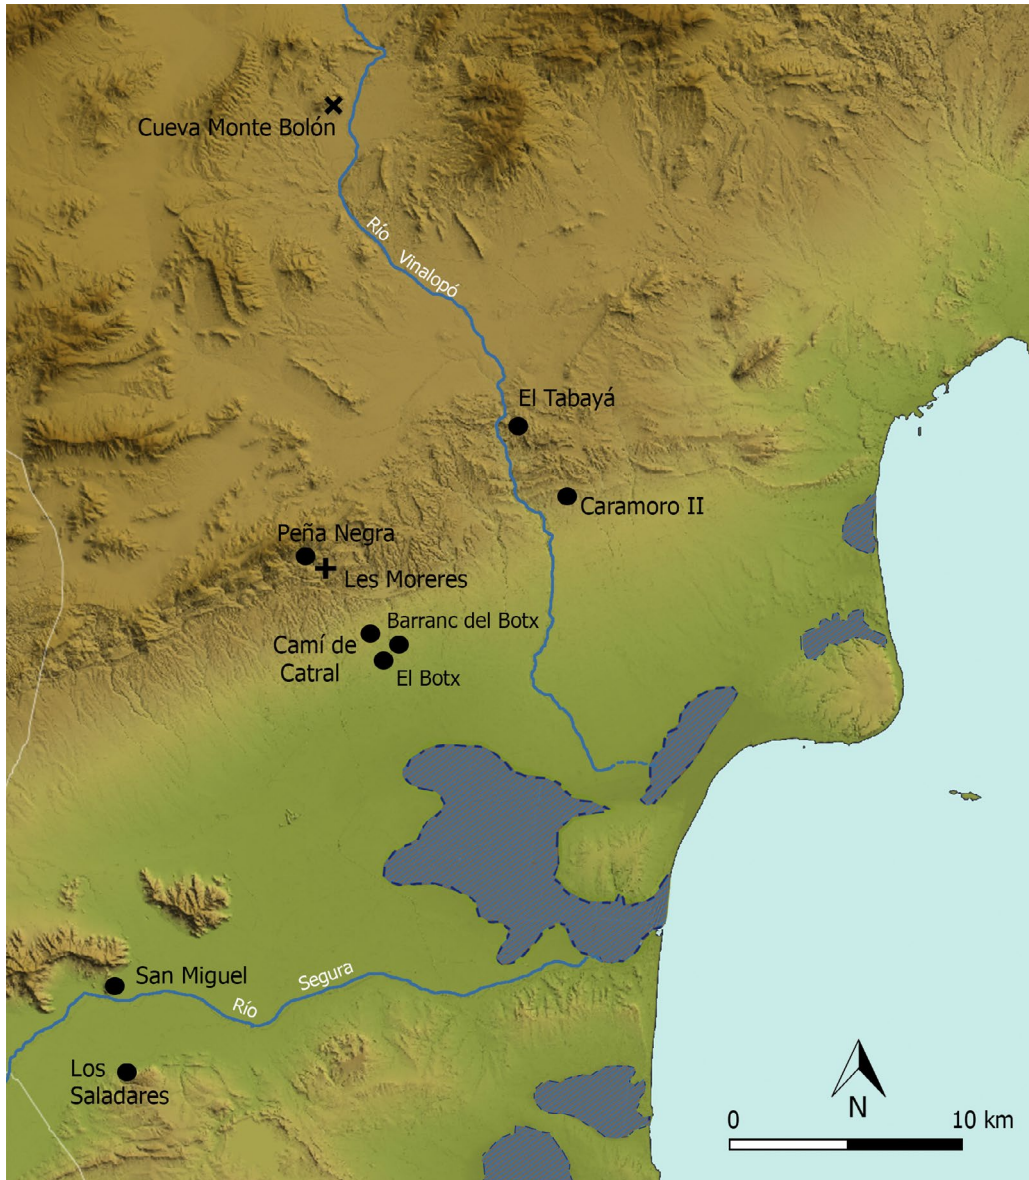 Cueva Monte Bolón
Río
Vinalopó
El Tabayá
Caramoro II
Peña Negra
Les Moreres
Barranc del Botx
Camí de
Catral
El Botx
San Miguel
Segura
Río
Los
Saladares
N
0 10 km